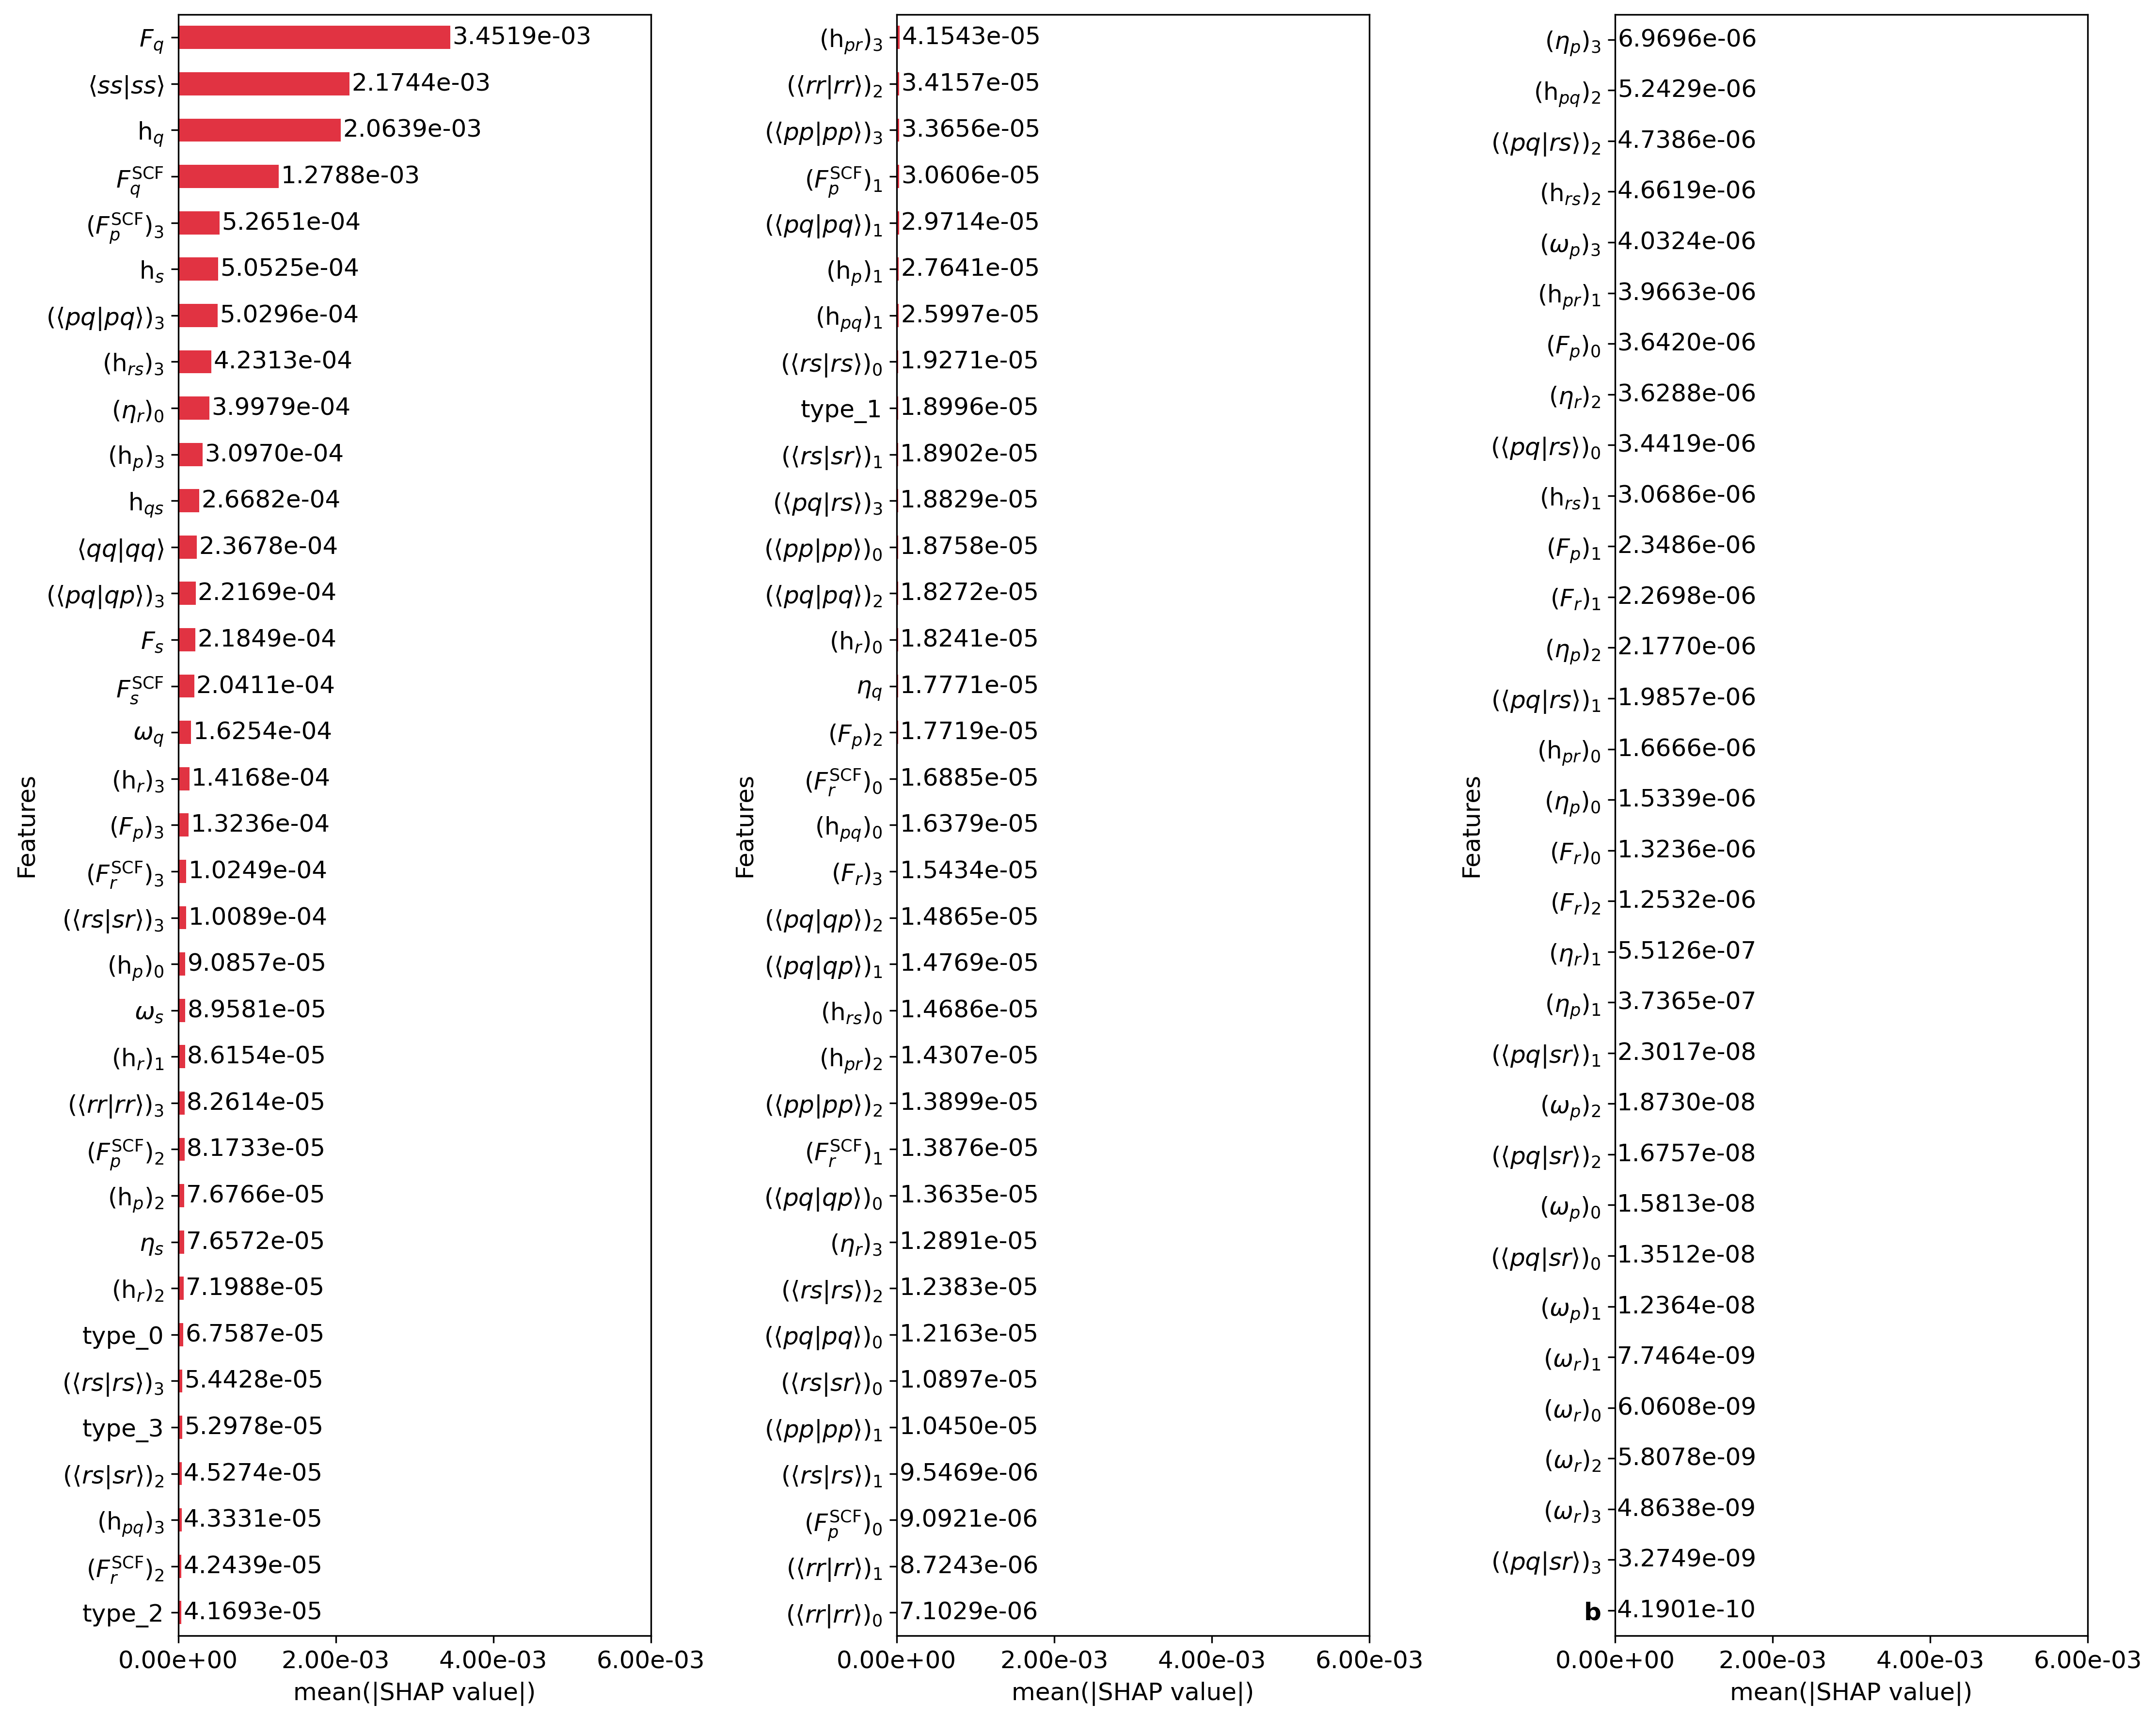 F_q 3.4519e-03
⟨ss|ss⟩ 2.1744e-03
h_q 2.0639e-03
F_q^SCF 1.2788e-03
(F_p^SCF)_3 5.2651e-04
h_s 5.0525e-04
(⟨pq|pq⟩)_3 5.0296e-04
(h_rs)_3 4.2313e-04
(η_r)_0 3.9979e-04
(h_p)_3 3.0970e-04
h_qs 2.6682e-04
⟨qq|qq⟩ 2.3678e-04
(⟨pq|qp⟩)_3 2.2169e-04
F_s 2.1849e-04
F_s^SCF 2.0411e-04
ω_q 1.6254e-04
(h_r)_3 1.4168e-04
(F_p)_3 1.3236e-04
(F_r^SCF)_3 1.0249e-04
(⟨rs|sr⟩)_3 1.0089e-04
(h_p)_0 9.0857e-05
ω_s 8.9581e-05
(h_r)_1 8.6154e-05
(⟨rr|rr⟩)_3 8.2614e-05
(F_p^SCF)_2 8.1733e-05
(h_p)_2 7.6766e-05
η_s 7.6572e-05
(h_r)_2 7.1988e-05
type_0 6.7587e-05
(⟨rs|rs⟩)_3 5.4428e-05
type_3 5.2978e-05
(⟨rs|sr⟩)_2 4.5274e-05
(h_pq)_3 4.3331e-05
(F_r^SCF)_2 4.2439e-05
type_2 4.1693e-05
0.00e+00 2.00e-03 4.00e-03 6.00e-03
mean(|SHAP value|)
Features
(h_pr)_3 4.1543e-05
(⟨rr|rr⟩)_2 3.4157e-05
(⟨pp|pp⟩)_3 3.3656e-05
(F_p^SCF)_1 3.0606e-05
(⟨pq|pq⟩)_1 2.9714e-05
(h_p)_1 2.7641e-05
(h_pq)_1 2.5997e-05
(⟨rs|rs⟩)_0 1.9271e-05
type_1 1.8996e-05
(⟨rs|sr⟩)_1 1.8902e-05
(⟨pq|rs⟩)_3 1.8829e-05
(⟨pp|pp⟩)_0 1.8758e-05
(⟨pq|pq⟩)_2 1.8272e-05
(h_r)_0 1.8241e-05
η_q 1.7771e-05
(F_p)_2 1.7719e-05
(F_r^SCF)_0 1.6885e-05
(h_pq)_0 1.6379e-05
(F_r)_3 1.5434e-05
(⟨pq|qp⟩)_2 1.4865e-05
(⟨pq|qp⟩)_1 1.4769e-05
(h_rs)_0 1.4686e-05
(h_pr)_2 1.4307e-05
(⟨pp|pp⟩)_2 1.3899e-05
(F_r^SCF)_1 1.3876e-05
(⟨pq|qp⟩)_0 1.3635e-05
(η_r)_3 1.2891e-05
(⟨rs|rs⟩)_2 1.2383e-05
(⟨pq|pq⟩)_0 1.2163e-05
(⟨rs|sr⟩)_0 1.0897e-05
(⟨pp|pp⟩)_1 1.0450e-05
(⟨rs|rs⟩)_1 9.5469e-06
(F_p^SCF)_0 9.0921e-06
(⟨rr|rr⟩)_1 8.7243e-06
(⟨rr|rr⟩)_0 7.1029e-06
0.00e+00 2.00e-03 4.00e-03 6.00e-03
mean(|SHAP value|)
Features
(η_p)_3 6.9696e-06
(h_pq)_2 5.2429e-06
(⟨pq|rs⟩)_2 4.7386e-06
(h_rs)_2 4.6619e-06
(ω_p)_3 4.0324e-06
(h_pr)_1 3.9663e-06
(F_p)_0 3.6420e-06
(η_r)_2 3.6288e-06
(⟨pq|rs⟩)_0 3.4419e-06
(h_rs)_1 3.0686e-06
(F_p)_1 2.3486e-06
(F_r)_1 2.2698e-06
(η_p)_2 2.1770e-06
(⟨pq|rs⟩)_1 1.9857e-06
(h_pr)_0 1.6666e-06
(η_p)_0 1.5339e-06
(F_r)_0 1.3236e-06
(F_r)_2 1.2532e-06
(η_r)_1 5.5126e-07
(η_p)_1 3.7365e-07
(⟨pq|sr⟩)_1 2.3017e-08
(ω_p)_2 1.8730e-08
(⟨pq|sr⟩)_2 1.6757e-08
(ω_p)_0 1.5813e-08
(⟨pq|sr⟩)_0 1.3512e-08
(ω_p)_1 1.2364e-08
(ω_r)_1 7.7464e-09
(ω_r)_0 6.0608e-09
(ω_r)_2 5.8078e-09
(ω_r)_3 4.8638e-09
(⟨pq|sr⟩)_3 3.2749e-09
b 4.1901e-10
0.00e+00 2.00e-03 4.00e-03 6.00e-03
mean(|SHAP value|)
Features